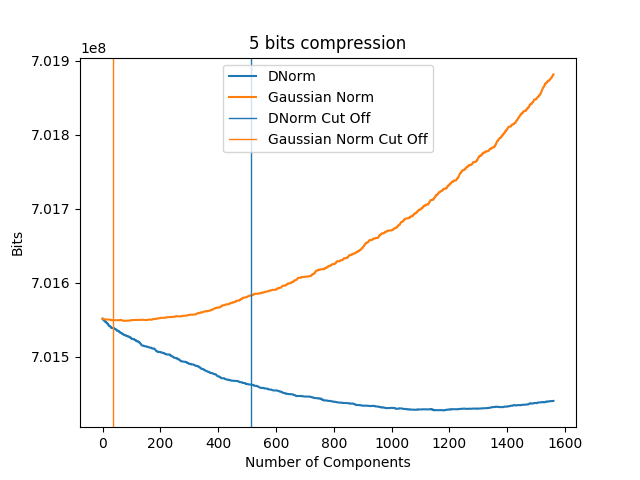 5 bits compression
1e8
7.019
7.018
7.017
7.016
7.015
Bits
DNorm
Gaussian Norm
DNorm Cut Off
Gaussian Norm Cut Off
0 200 400 600 800 1000 1200 1400 1600
Number of Components